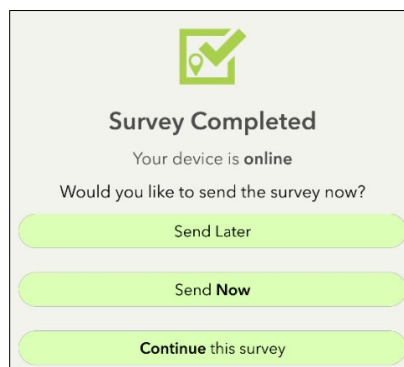 Survey Completed
Your device is online
Would you like to send the survey now?
Send Later
Send Now
Continue this survey